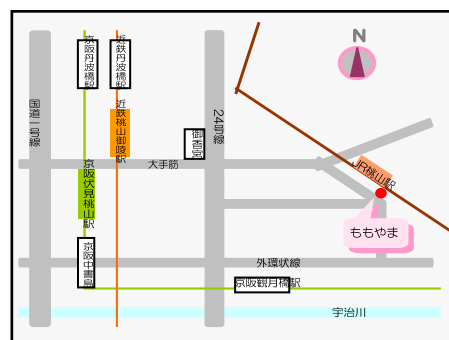 京阪丹波橋駅
近鉄丹波橋駅
N
国道一号線
24号線
近鉄桃山御陵駅
御香宮
大手筋
JR桃山駅
京阪伏見桃山駅
ももやま
京阪中書島
外環状線
京阪観月橋駅
宇治川